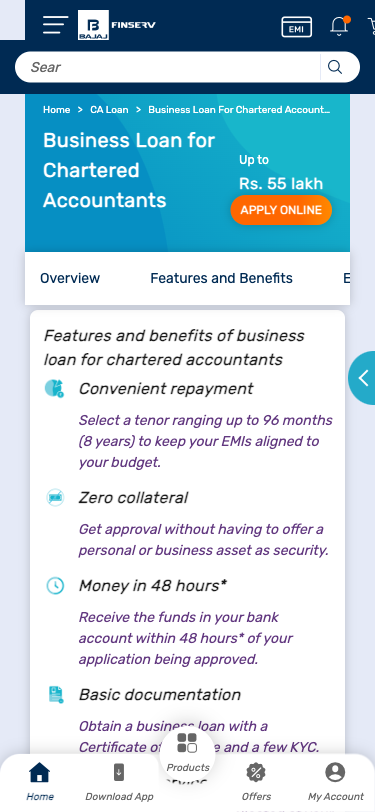 BAJAJ FINSERV
EMI
Sear
Home > CA Loan > Business Loan For Chartered Account...
Business Loan for
Chartered
Accountants
Up to
Rs. 55 lakh
APPLY ONLINE
Overview Features and Benefits E
Features and benefits of business
loan for chartered accountants
Convenient repayment
Select a tenor ranging up to 96 months
(8 years) to keep your EMIs aligned to
your budget.
Zero collateral
Get approval without having to offer a
personal or business asset as security.
Money in 48 hours*
Receive the funds in your bank
account within 48 hours* of your
application being approved.
Basic documentation
Obtain a business loan with a
Certificate of e and a few KYC.
Products
Home Download App Offers My Account